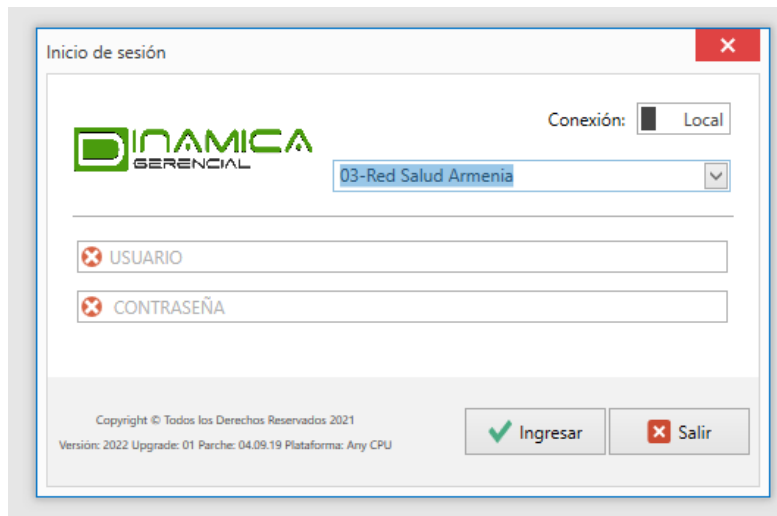 Inicio de sesión
Conexión: Local
DINAMICA
GERENCIAL
03-Red Salud Armenia
USUARIO
CONTRASEÑA
Copyright © Todos los Derechos Reservados 2021
Versión: 2022 Upgrade: 01 Parche: 04.09.19 Plataforma: Any CPU
Ingresar
Salir